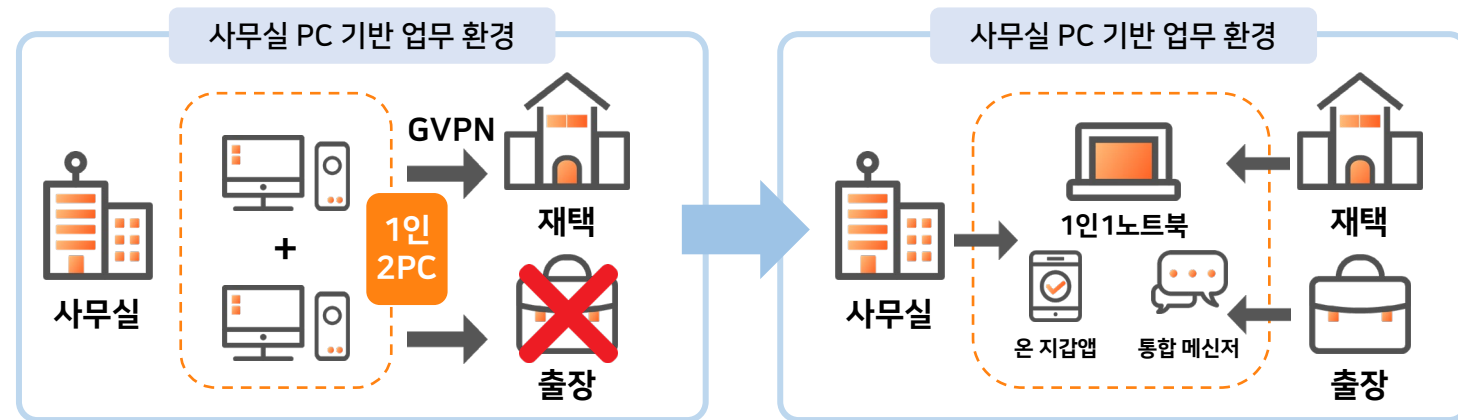 사무실 PC 기반 업무 환경
GVPN
1인
2PC
+
사무실
재택
출장
사무실 PC 기반 업무 환경
1인1노트북
사무실
온 지갑앱
통합 메신저
재택
출장